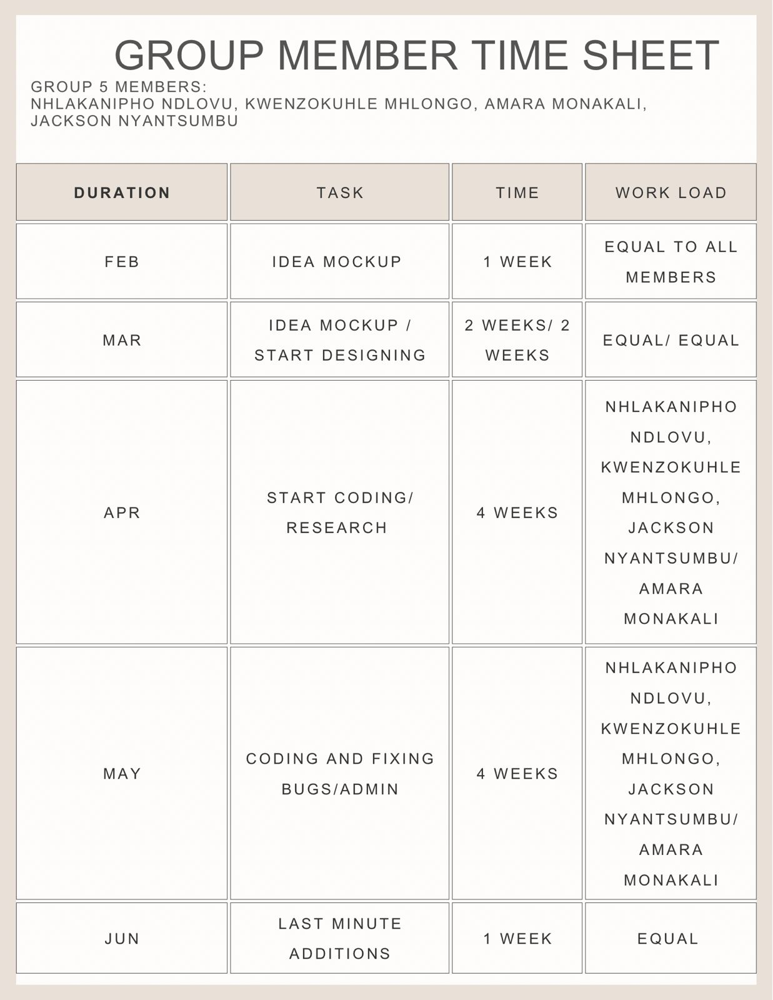 GROUP MEMBER TIME SHEET
GROUP 5 MEMBERS:
NHLAKANIPHO NDLOVU, KWENZOKUHLE MHLONGO, AMARA MONAKALI,
JACKSON NYANTSUMBU
DURATION
TASK
TIME
WORK LOAD
FEB
IDEA MOCKUP
1 WEEK
EQUAL TO ALL
MEMBERS
MAR
IDEA MOCKUP /
START DESIGNING
2 WEEKS/ 2
WEEKS
EQUAL/ EQUAL
APR
START CODING/
RESEARCH
4 WEEKS
NHLAKANIPHO
NDLOVU,
KWENZOKUHLE
MHLONGO,
JACKSON
NYANTSUMBU/
AMARA
MONAKALI
MAY
CODING AND FIXING
BUGS/ADMIN
4 WEEKS
NHLAKANIPHO
NDLOVU,
KWENZOKUHLE
MHLONGO,
JACKSON
NYANTSUMBU/
AMARA
MONAKALI
JUN
LAST MINUTE
ADDITIONS
1 WEEK
EQUAL